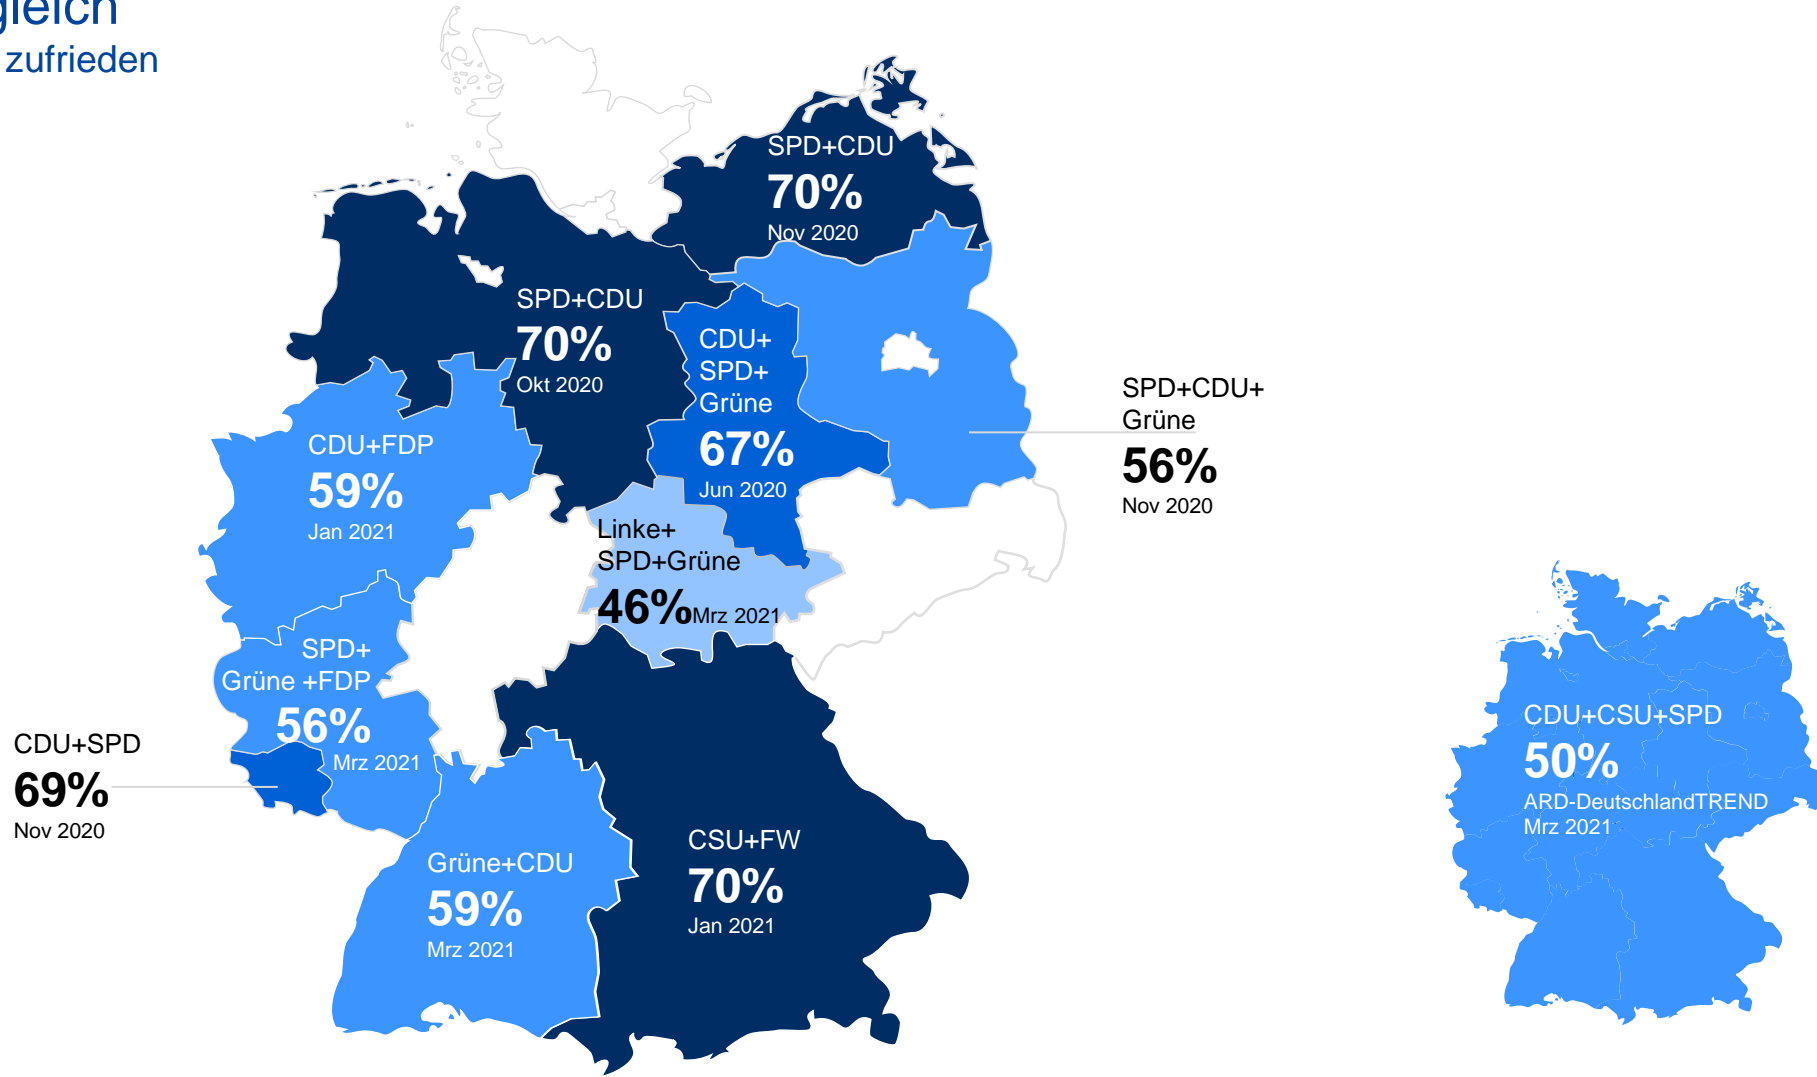 gleich
zufrieden
SPD+CDU
70%
Nov 2020
SPD+CDU
70%
Okt 2020
CDU+
SPD+
Grüne
67%
Jun 2020
SPD+CDU+
Grüne
56%
Nov 2020
CDU+FDP
59%
Jan 2021
Linke+
SPD+Grüne
46% Mrz 2021
SPD+
Grüne +FDP
56%
Mrz 2021
CDU+SPD
69%
Nov 2020
Grüne+CDU
59%
Mrz 2021
CSU+FW
70%
Jan 2021
CDU+CSU+SPD
50%
ARD-DeutschlandTREND
Mrz 2021